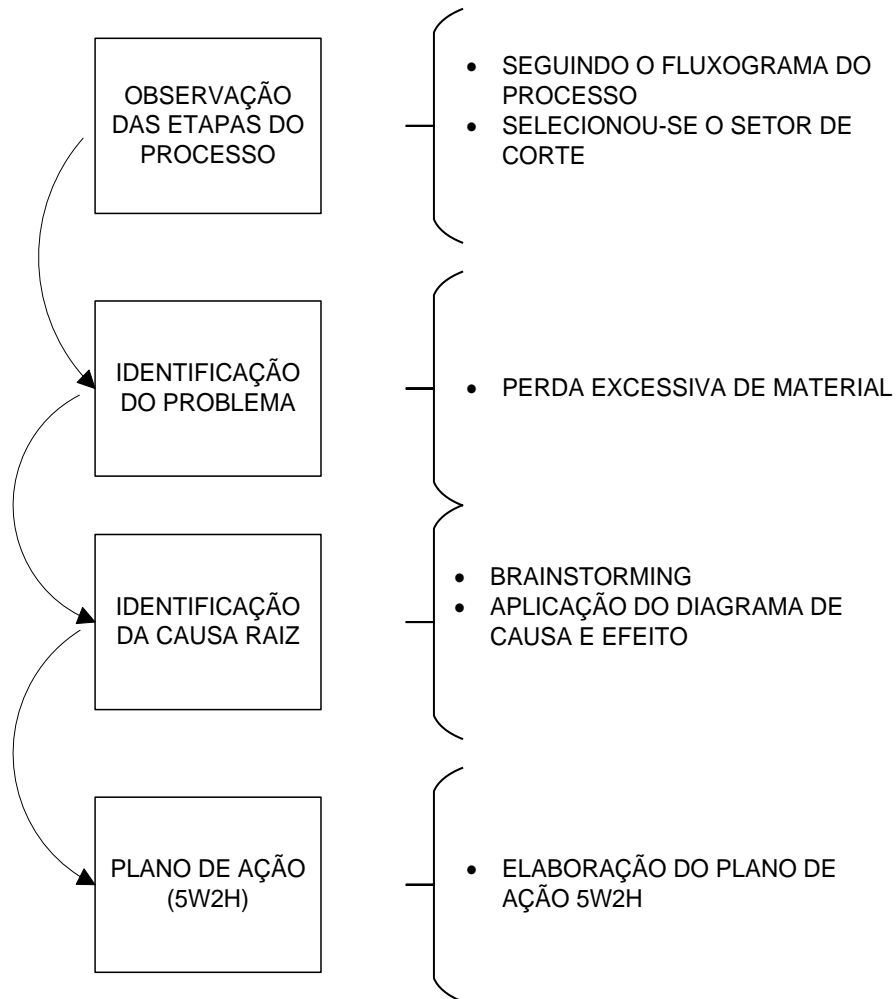 OBSERVAÇÃO
DAS ETAPAS DO
PROCESSO
• SEGUINDO O FLUXOGRAMA DO
PROCESSO
• SELECIONOU-SE O SETOR DE
CORTE
IDENTIFICAÇÃO
DO PROBLEMA
• PERDA EXCESSIVA DE MATERIAL
IDENTIFICAÇÃO
DA CAUSA RAIZ
• BRAINSTORMING
• APLICAÇÃO DO DIAGRAMA DE
CAUSA E EFEITO
PLANO DE AÇÃO
(5W2H)
• ELABORAÇÃO DO PLANO DE
AÇÃO 5W2H